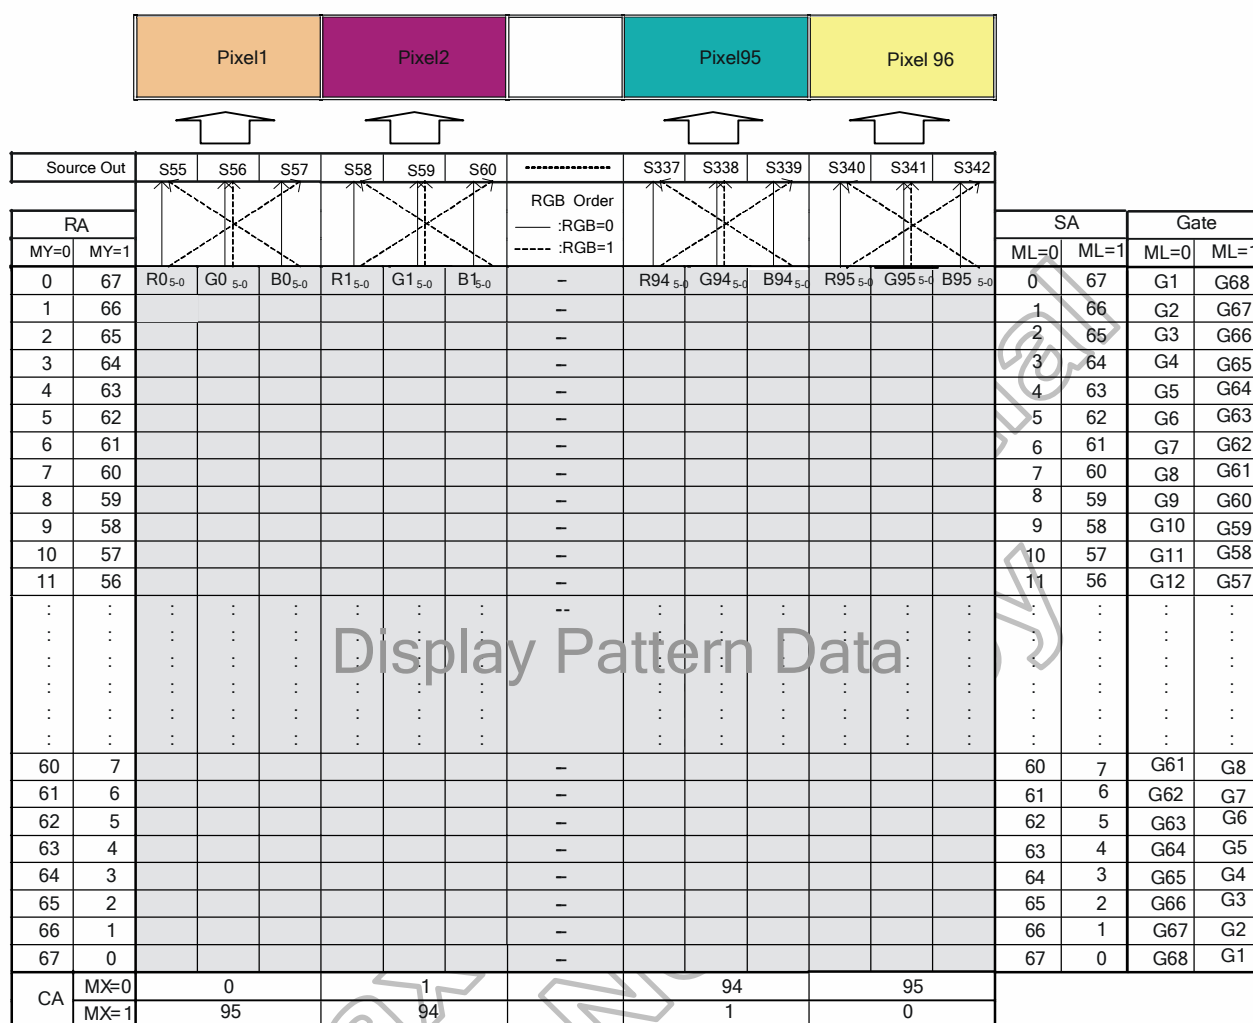 Pixel1 Pixel2 Pixel95 Pixel 96
Source Out S55 S56 S57 S58 S59 S60 --------------- S337 S338 S339 S340 S341 S342
RGB Order
:RGB=0
:RGB=1
RA SA Gate
MY=0 MY=1 ML=0 ML=1 ML=0 ML=1
0 67 R0 5-0 G0 5-0 B0 5-0 R1 5-0 G1 5-0 B1 5-0 – R94 5-0 G94 5-0 B94 5-0 R95 5-0 G95 5-0 B95 5-0 0 67 G1 G68
1 66 – 1 66 G2 G67
2 65 – 2 65 G3 G66
3 64 – 3 64 G4 G65
4 63 – 4 63 G5 G64
5 62 – 5 62 G6 G63
6 61 – 6 61 G7 G62
7 60 – 7 60 G8 G61
8 59 – 8 59 G9 G60
9 58 – 9 58 G10 G59
10 57 – 10 57 G11 G58
11 56 – 11 56 G12 G57
: : : : : : : : -- : : : : : : : : : :
Display Pattern Data
60 7 – 60 7 G61 G8
61 6 – 61 6 G62 G7
62 5 – 62 5 G63 G6
63 4 – 63 4 G64 G5
64 3 – 64 3 G65 G4
65 2 – 65 2 G66 G3
66 1 – 66 1 G67 G2
67 0 – 67 0 G68 G1
CA MX=0 0 1 94 95
MX=1 95 94 1 0